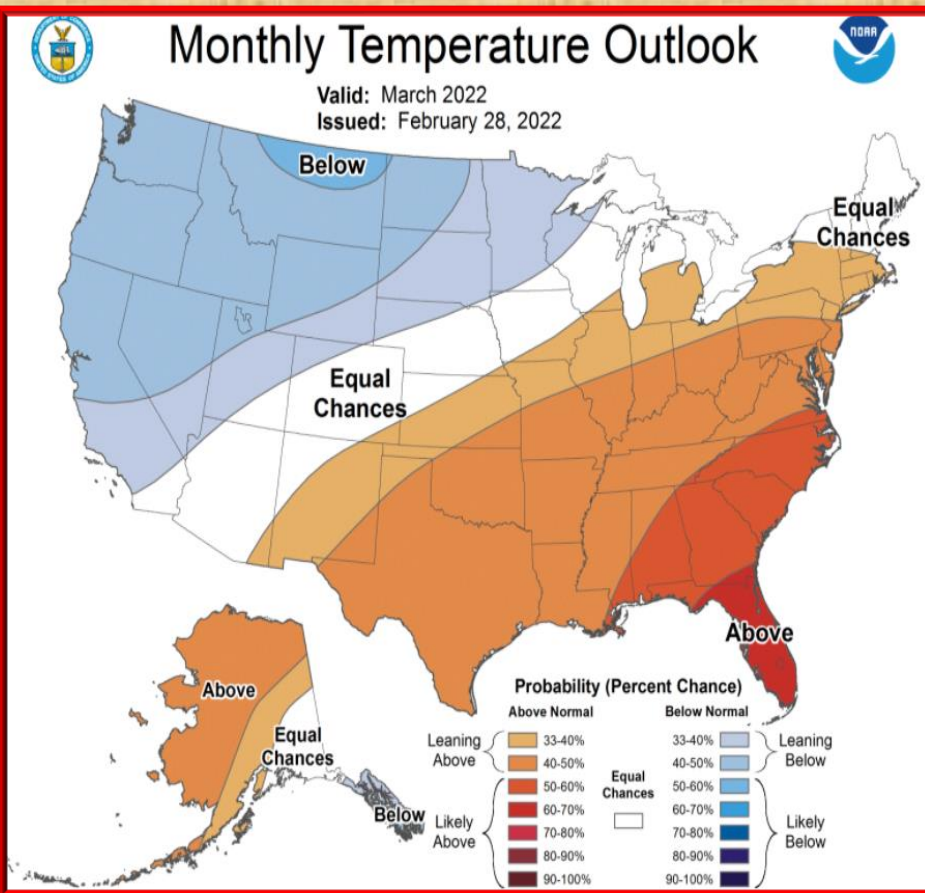 Monthly Temperature Outlook
NOAA
Valid: March 2022
Issued: February 28, 2022
Below
Equal
Chances
Equal
Chances
Above
Above
Equal
Chances
Below
Probability (Percent Chance)
Above Normal
Below Normal
Leaning
Above
33-40%
40-50%
50-60%
60-70%
70-80%
80-90%
90-100%
Likely
Above
Equal
Chances
33-40%
40-50%
50-60%
60-70%
70-80%
80-90%
90-100%
Leaning
Below
Likely
Below